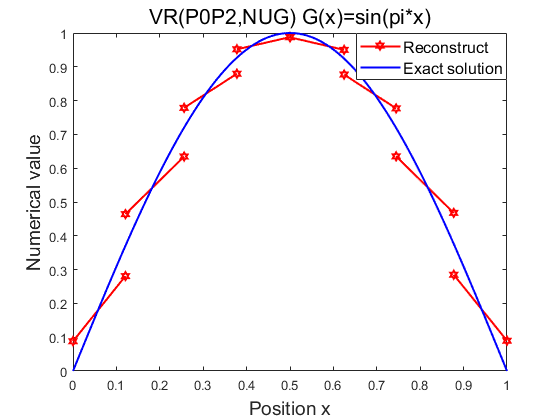 VR(P0P2,NUG) G(x)=sin(pi*x)
Reconstruct
Exact solution
Numerical value
1
0.9
0.8
0.7
0.6
0.5
0.4
0.3
0.2
0.1
0
0 0.1 0.2 0.3 0.4 0.5 0.6 0.7 0.8 0.9 1
Position x